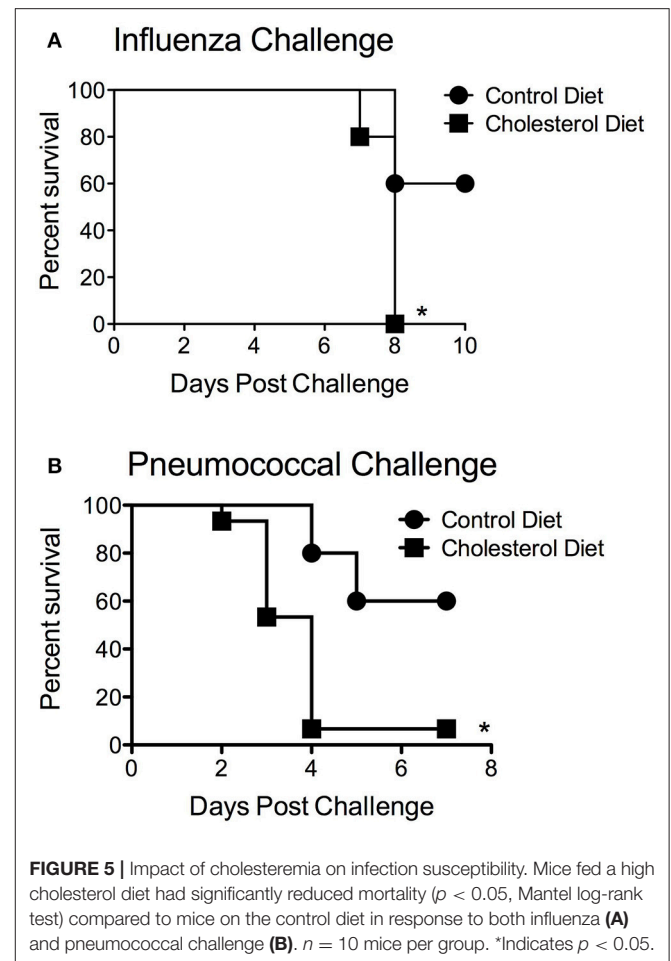 A Influenza Challenge
100
80
60
40
20
0
Percent survival
Control Diet
Cholesterol Diet
*
0 2 4 6 8 10
Days Post Challenge
B Pneumococcal Challenge
100
80
60
40
20
0
Percent survival
Control Diet
Cholesterol Diet
*
0 2 4 6 8
Days Post Challenge
FIGURE 5 | Impact of cholesteremia on infection susceptibility. Mice fed a high
cholesterol diet had significantly reduced mortality (p < 0.05, Mantel log-rank
test) compared to mice on the control diet in response to both influenza (A)
and pneumococcal challenge (B). n = 10 mice per group. *Indicates p < 0.05.